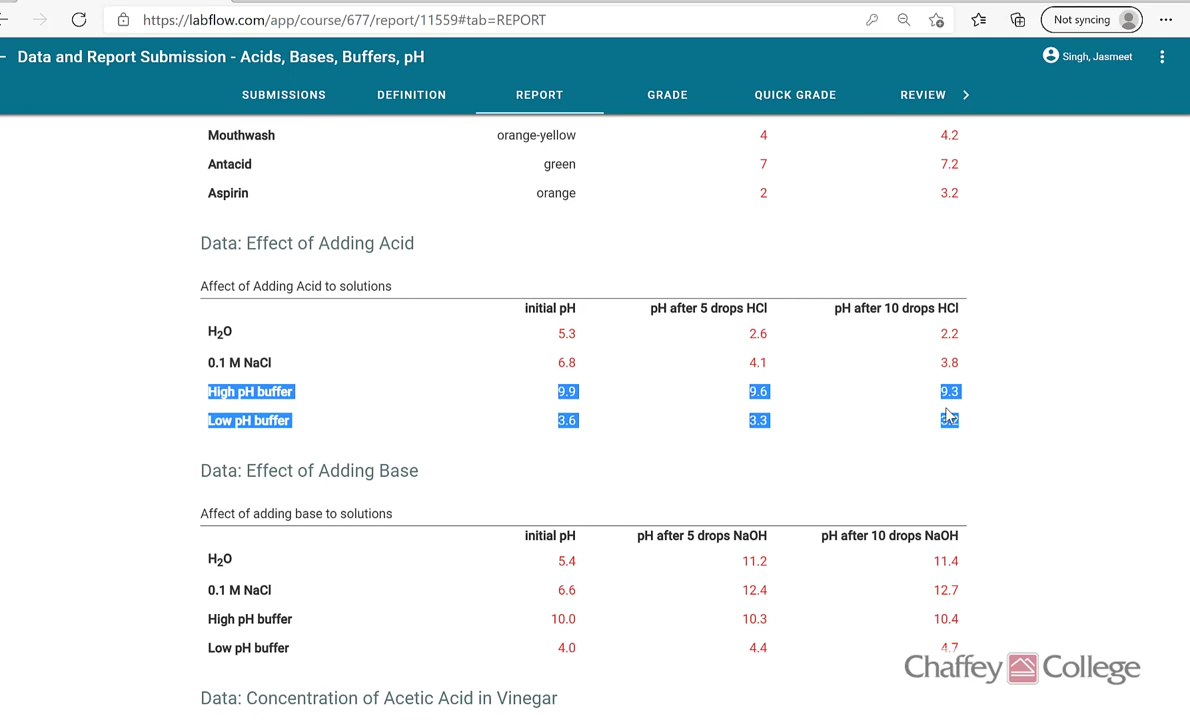 https://labflow.com/app/course/677/report/11559#tab=REPORT Not syncing
Data and Report Submission - Acids, Bases, Buffers, pH Singh, Jasmeet
SUBMISSIONS DEFINITION REPORT GRADE QUICK GRADE REVIEW
Mouthwash orange-yellow 4 4.2
Antacid green 7 7.2
Aspirin orange 2 3.2
Data: Effect of Adding Acid
Affect of Adding Acid to solutions
initial pH pH after 5 drops HCl pH after 10 drops HCl
H₂O 5.3 2.6 2.2
0.1 M NaCl 6.8 4.1 3.8
High pH buffer 9.9 9.6 9.3
Low pH buffer 3.6 3.3
Data: Effect of Adding Base
Affect of adding base to solutions
initial pH pH after 5 drops NaOH pH after 10 drops NaOH
H₂O 5.4 11.2 11.4
0.1 M NaCl 6.6 12.4 12.7
High pH buffer 10.0 10.3 10.4
Low pH buffer 4.0 4.4 4.7
Chaffey College
Data: Concentration of Acetic Acid in Vinegar